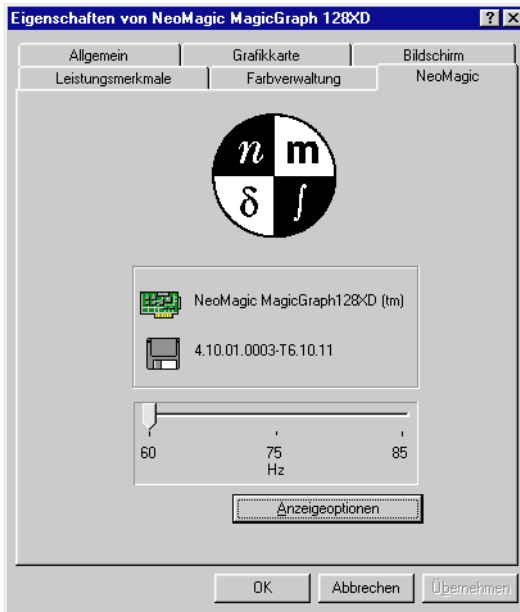 Eigenschaften von NeoMagic MagicGraph 128XD
Allgemein Grafikkarte Bildschirm
Leistungsmerkmale Farbverwaltung NeoMagic
n m
δ ∫
NeoMagic MagicGraph128XD (tm)
4.10.01.0003-T6.10.11
60 75 85
Hz
Anzeigeoptionen
OK Abbrechen Übernehmen